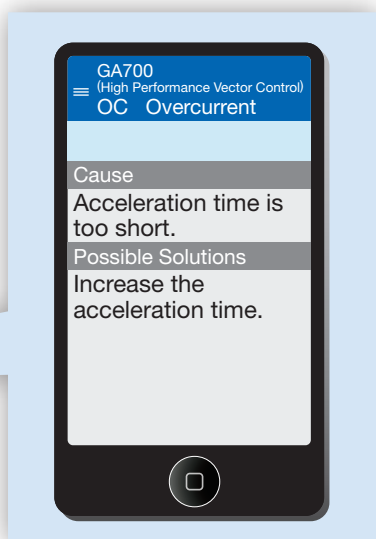 GA700
(High Performance Vector Control)
OC Overcurrent
Cause
Acceleration time is
too short.
Possible Solutions
Increase the
acceleration time.